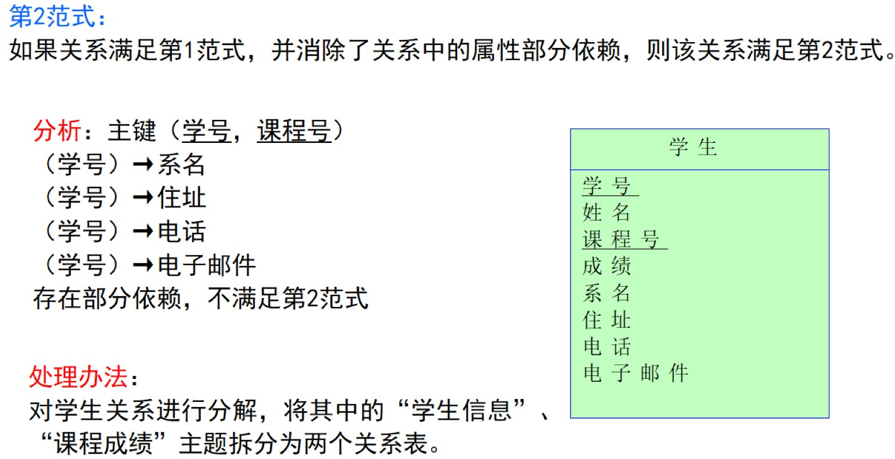 第2范式：
如果关系满足第1范式，并消除了关系中的属性部分依赖，则该关系满足第2范式。
分析：主键（学号，课程号）
（学号）→系名
（学号）→住址
（学号）→电话
（学号）→电子邮件
存在部分依赖，不满足第2范式
处理办法：
对学生关系进行分解，将其中的“学生信息”、
“课程成绩”主题拆分为两个关系表。
学生
学号
姓名
课程号
成绩
系名
住址
电话
电子邮件